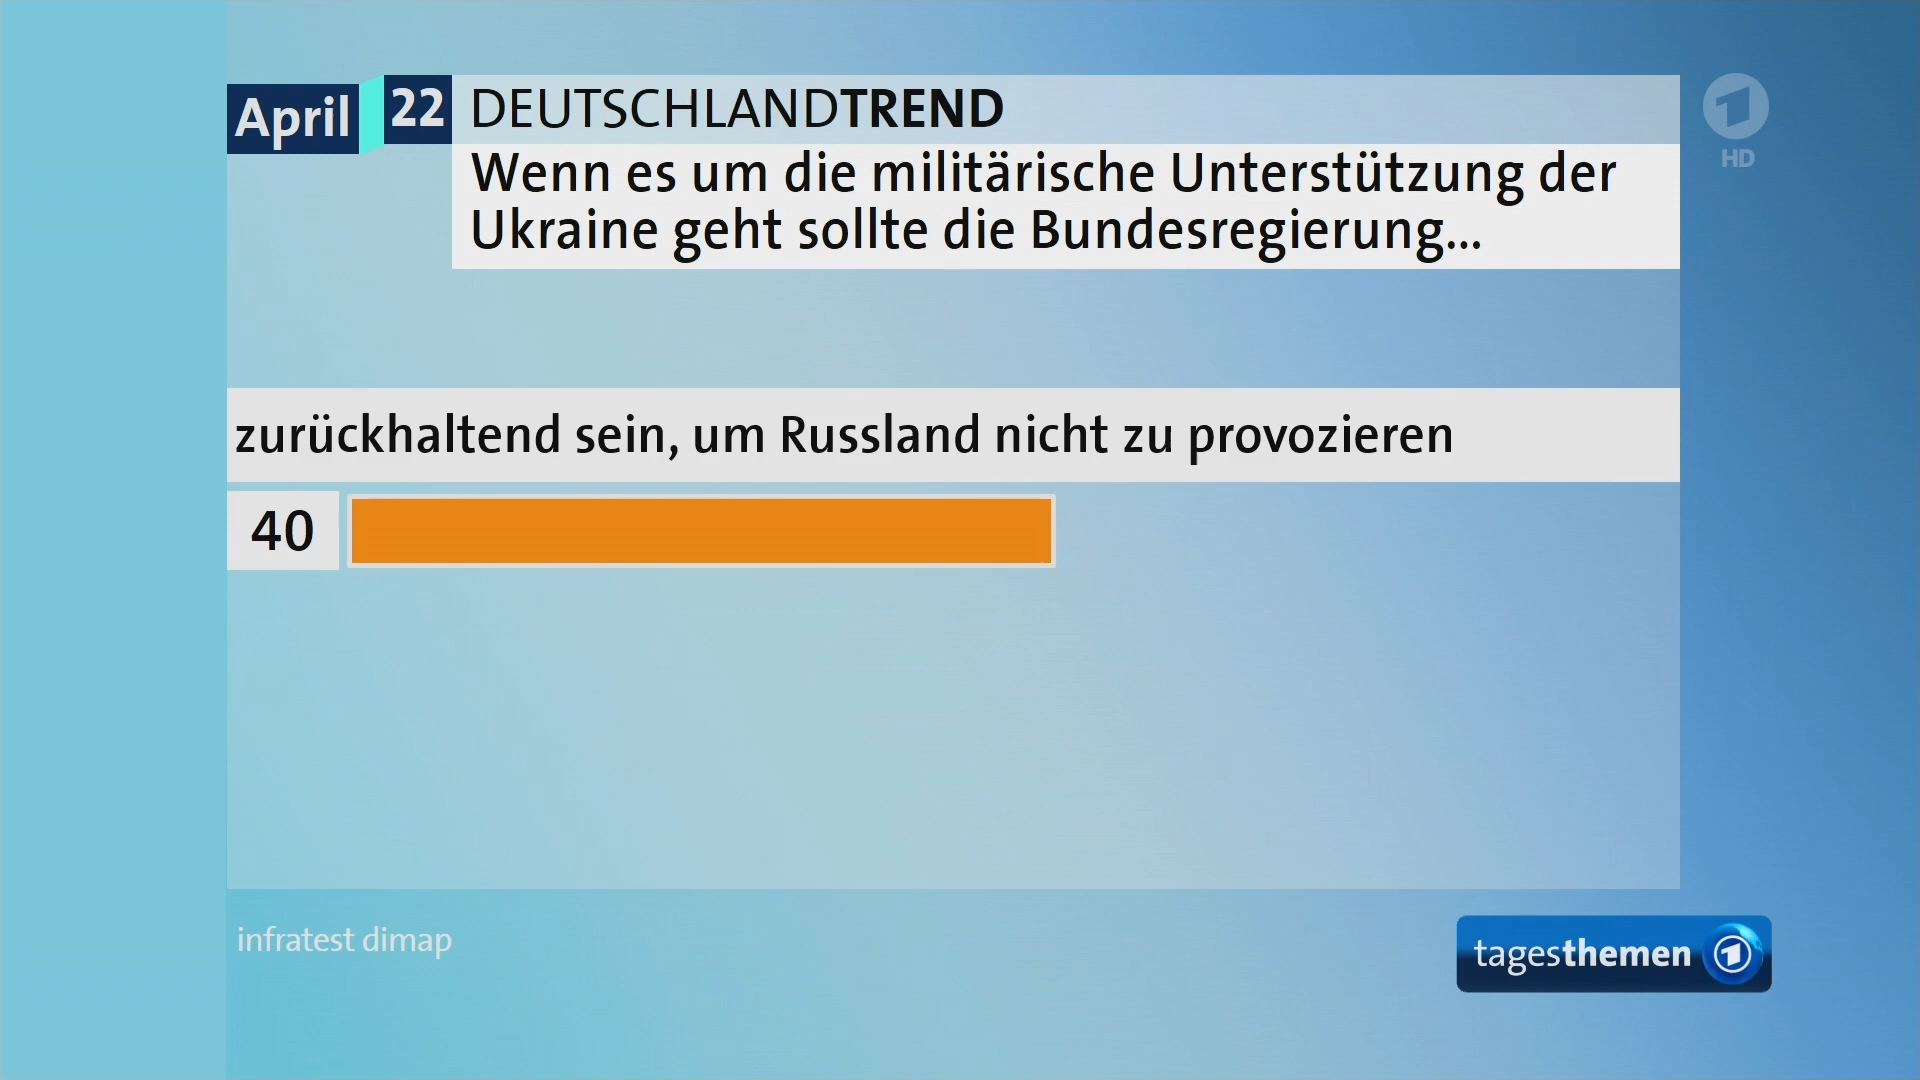 April 22 DEUTSCHLANDTREND
Wenn es um die militärische Unterstützung der
Ukraine geht sollte die Bundesregierung...
HD
zurückhaltend sein, um Russland nicht zu provozieren
40
infratest dimap
tagesthemen